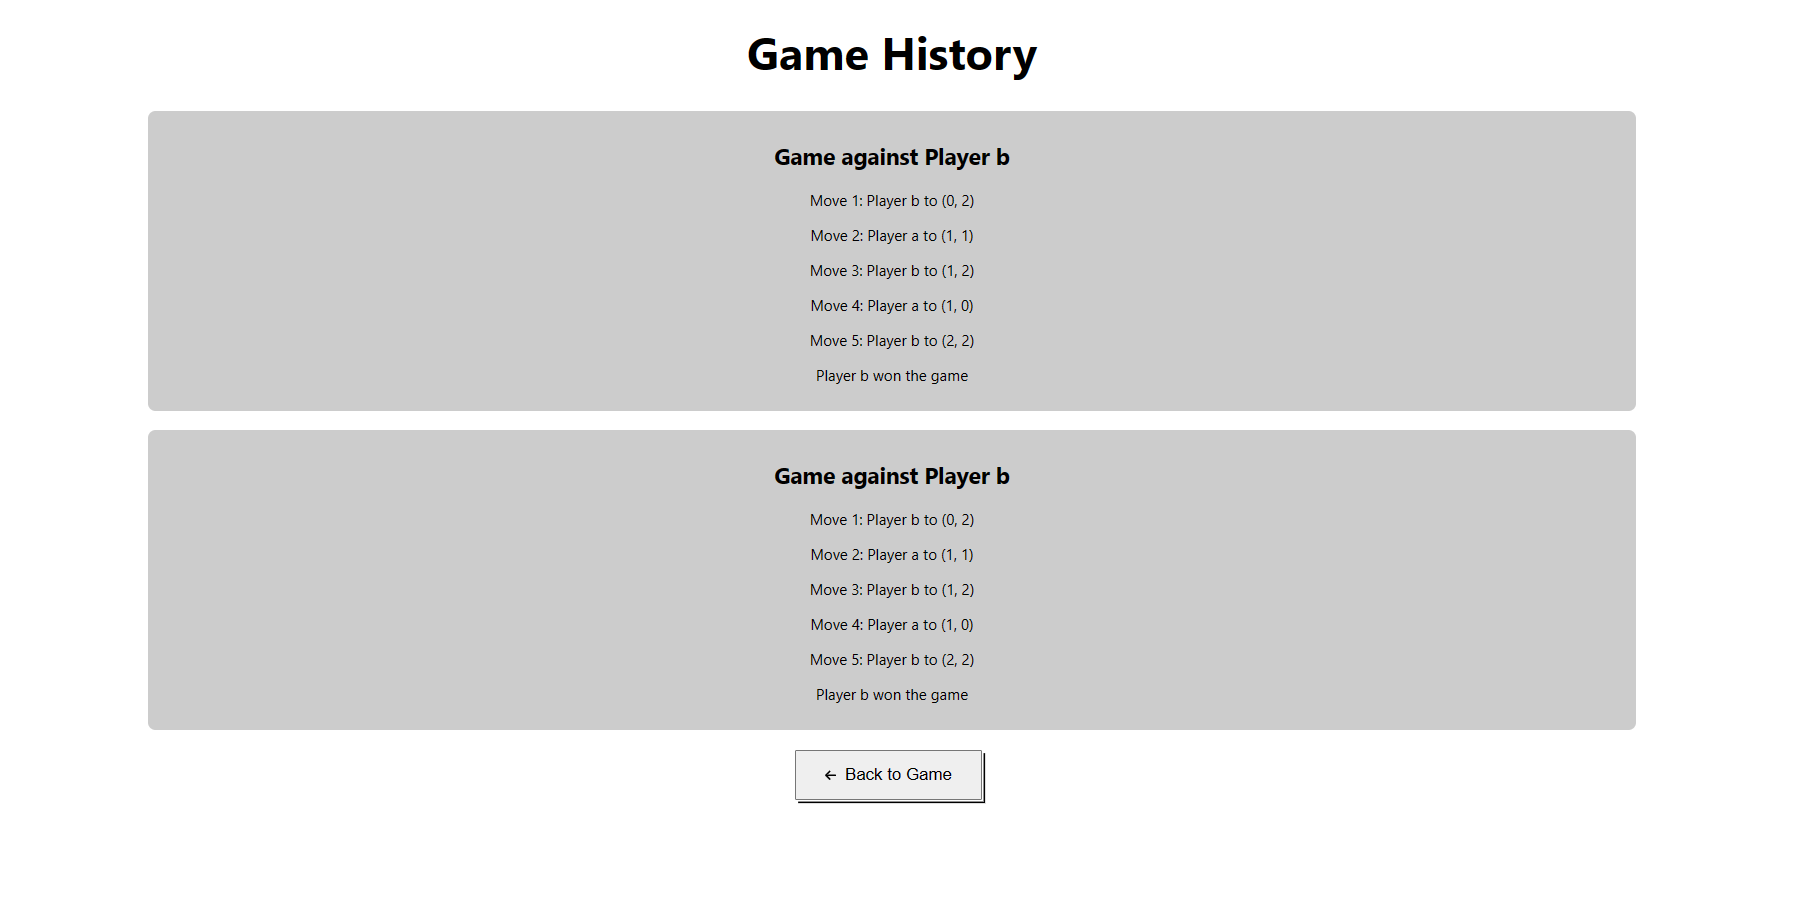 Game History
Game against Player b
Move 1: Player b to (0, 2)
Move 2: Player a to (1, 1)
Move 3: Player b to (1, 2)
Move 4: Player a to (1, 0)
Move 5: Player b to (2, 2)
Player b won the game
Game against Player b
Move 1: Player b to (0, 2)
Move 2: Player a to (1, 1)
Move 3: Player b to (1, 2)
Move 4: Player a to (1, 0)
Move 5: Player b to (2, 2)
Player b won the game
← Back to Game